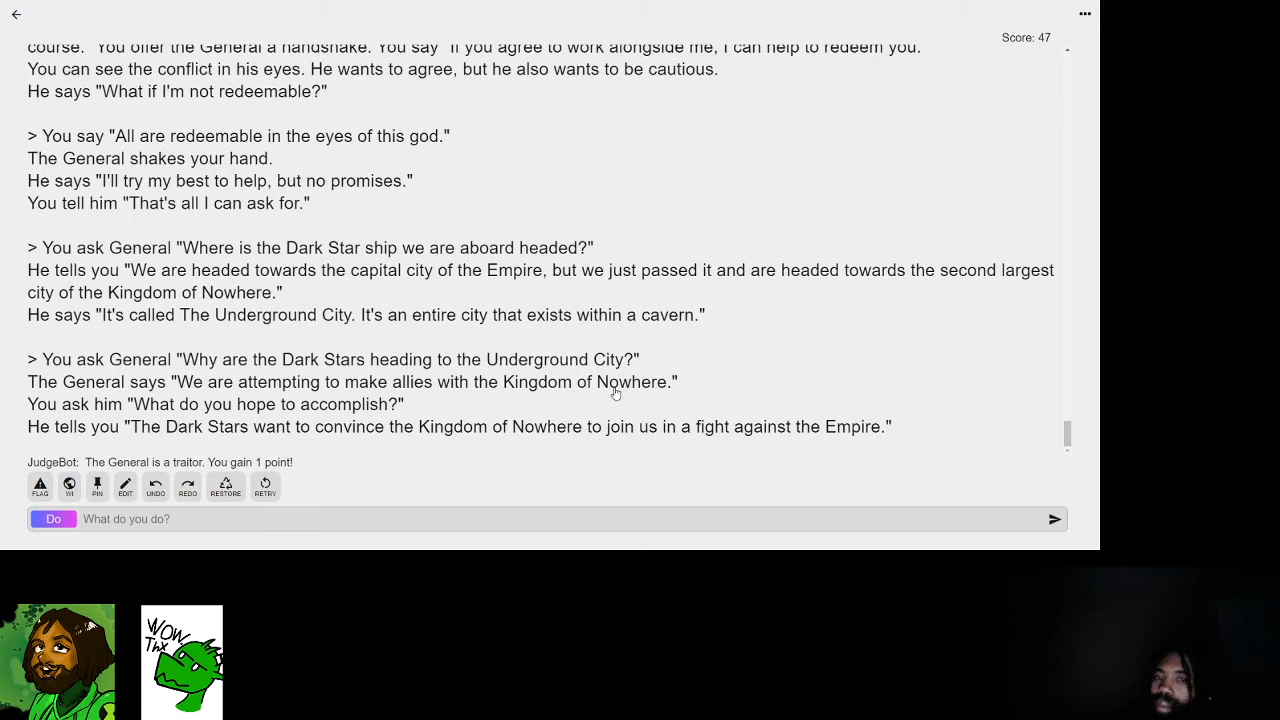 Score: 47
course." You offer the General a handshake. You say "If you agree to work alongside me, I can help to redeem you.
You can see the conflict in his eyes. He wants to agree, but he also wants to be cautious.
He says "What if I'm not redeemable?"
> You say "All are redeemable in the eyes of this god."
The General shakes your hand.
He says "I'll try my best to help, but no promises."
You tell him "That's all I can ask for."
> You ask General "Where is the Dark Star ship we are aboard headed?"
He tells you "We are headed towards the capital city of the Empire, but we just passed it and are headed towards the second largest
city of the Kingdom of Nowhere."
He says "It's called The Underground City. It's an entire city that exists within a cavern."
> You ask General "Why are the Dark Stars heading to the Underground City?"
The General says "We are attempting to make allies with the Kingdom of Nowhere."
You ask him "What do you hope to accomplish?"
He tells you "The Dark Stars want to convince the Kingdom of Nowhere to join us in a fight against the Empire."
JudgeBot: The General is a traitor. You gain 1 point!
FLAG WI PIN EDIT UNDO REDO RESTORE RETRY
Do What do you do?
WOW
Thx